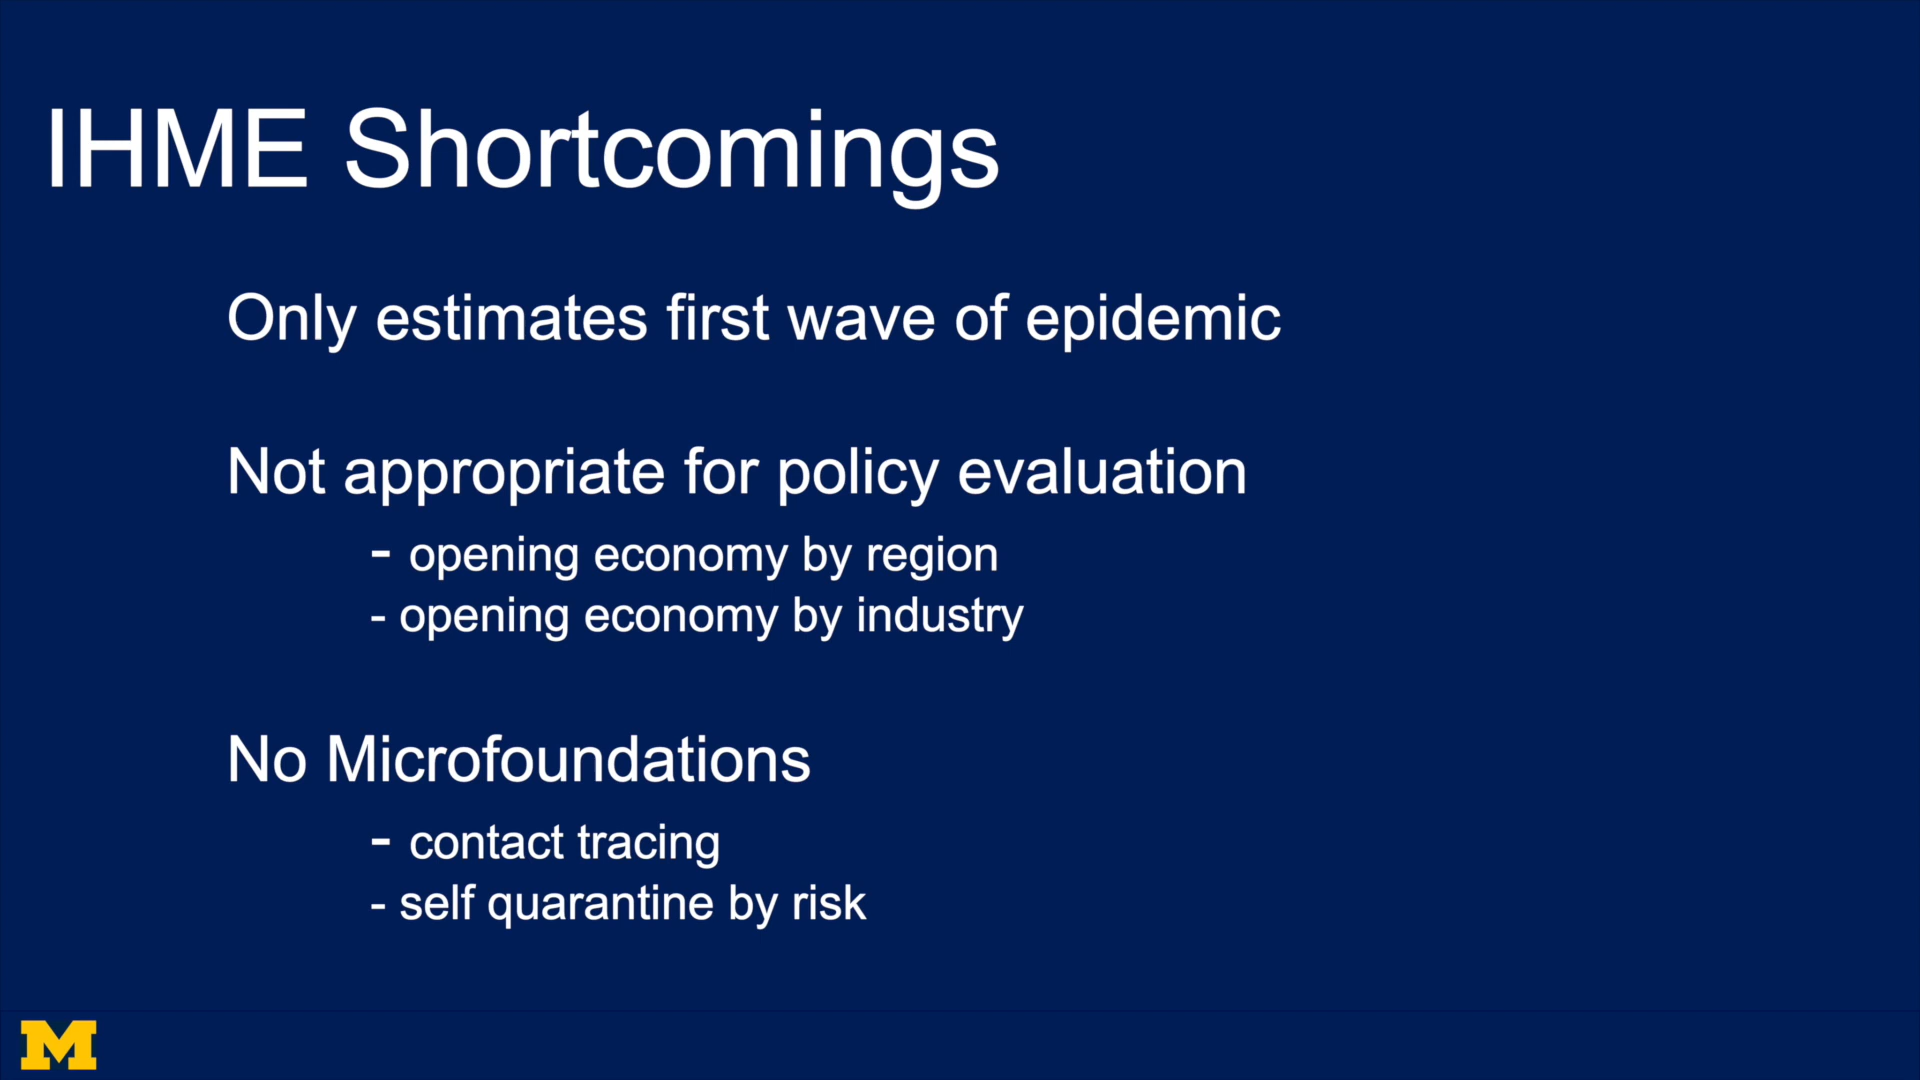 IHME Shortcomings
Only estimates first wave of epidemic
Not appropriate for policy evaluation
- opening economy by region
- opening economy by industry
No Microfoundations
- contact tracing
- self quarantine by risk
M